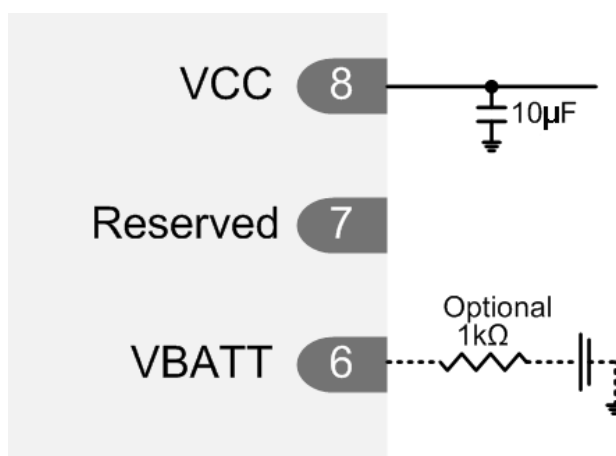 VCC 8
10µF
Reserved 7
Optional
1kΩ
VBATT 6